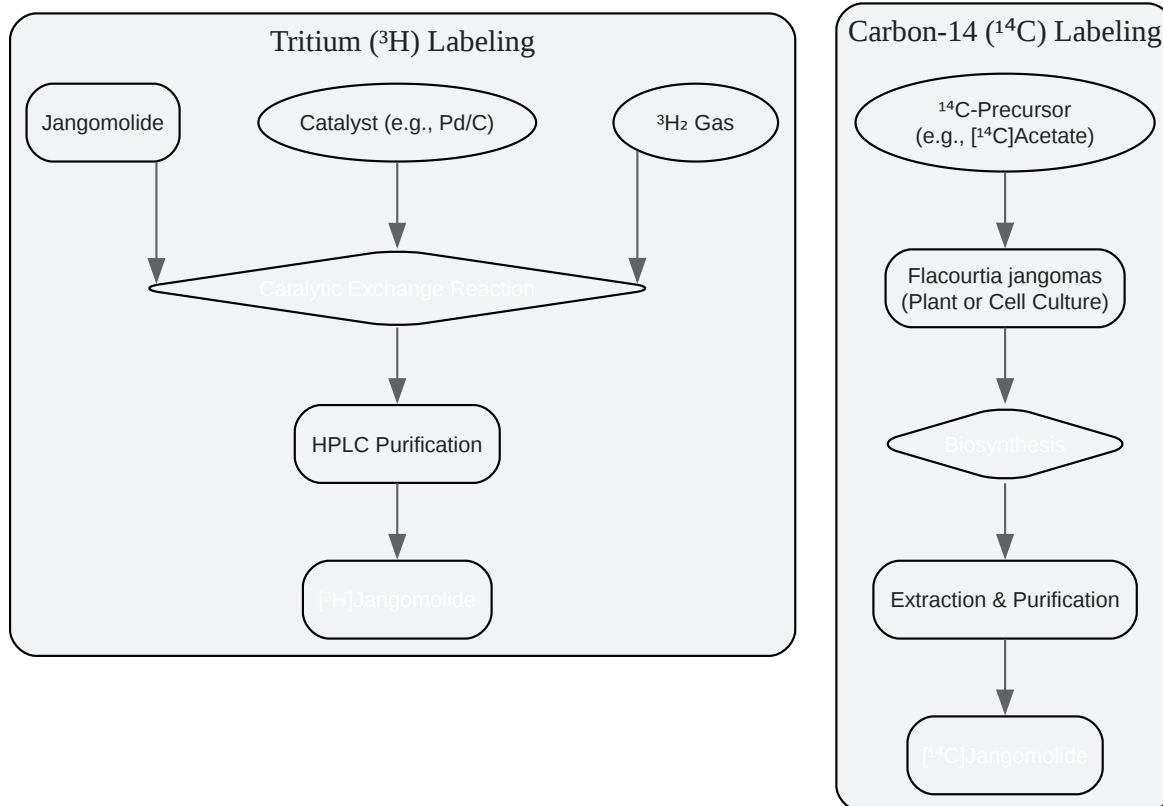 Tritium (³H) Labeling
Jangomolide
Catalyst (e.g., Pd/C)
³H₂ Gas
Catalytic Exchange Reaction
HPLC Purification
[³H]Jangomolide
Carbon-14 (¹⁴C) Labeling
¹⁴C-Precursor
(e.g., [¹⁴C]Acetate)
Flacourtia jangomas
(Plant or Cell Culture)
Biosynthesis
Extraction & Purification
[¹⁴C]Jangomolide